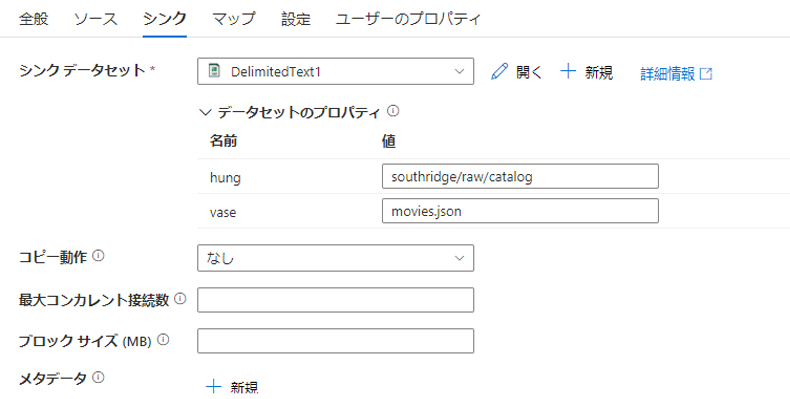 全般 ソース シンク マップ 設定 ユーザーのプロパティ
シンク データセット * DelimitedText1 開く 新規 詳細情報
データセットのプロパティ
名前 値
hung southridge/raw/catalog
vase movies.json
コピー動作 なし
最大コンカレント接続数
ブロック サイズ (MB)
メタデータ 新規